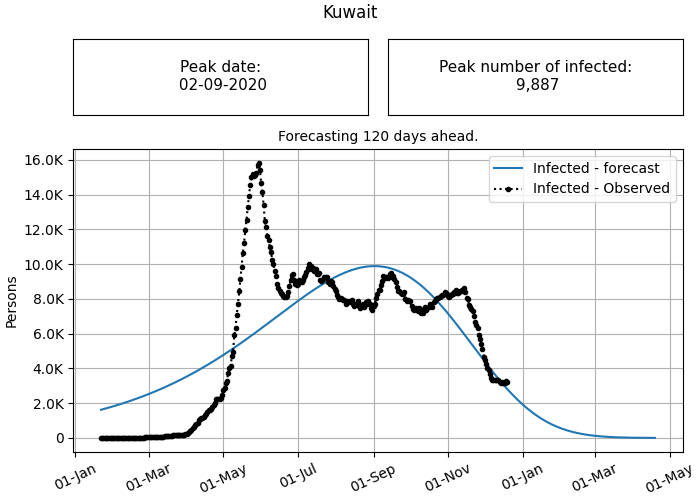 Kuwait
Peak date:
02-09-2020
Peak number of infected:
9,887
Forecasting 120 days ahead.
Infected - forecast
Infected - Observed
Persons
16.0K
14.0K
12.0K
10.0K
8.0K
6.0K
4.0K
2.0K
0
01-Jan
01-Mar
01-May
01-Jul
01-Sep
01-Nov
01-Jan
01-Mar
01-May